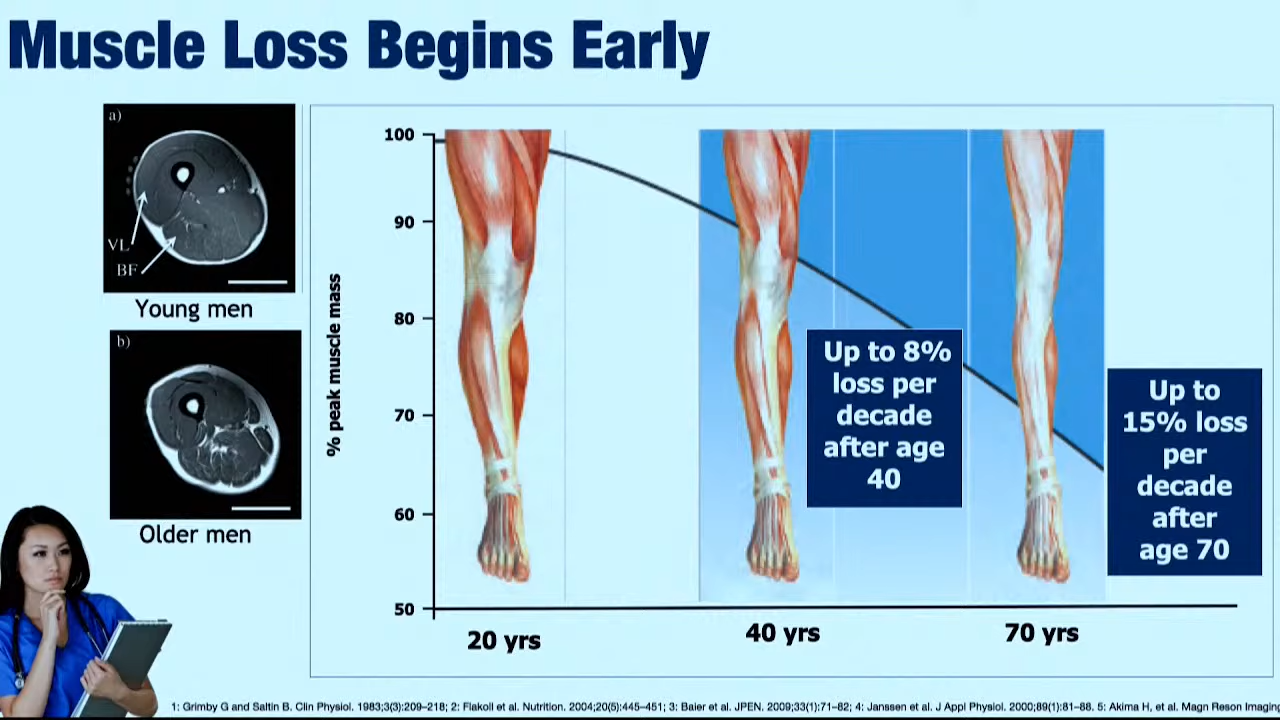 Muscle Loss Begins Early
a)
VL
BF
Young men
b)
Older men
% peak muscle mass
100
90
80
70
60
50
20 yrs
40 yrs
70 yrs
Up to 8%
loss per
decade
after age
40
Up to
15% loss
per
decade
after
age 70
1: Grimby G and Saltin B. Clin Physiol. 1983;3(3):209–218; 2: Flakoll et al. Nutrition. 2004;20(5):445–451; 3: Baier et al. JPEN. 2009;33(1):71–82; 4: Janssen et al. J Appl Physiol. 2000;89(1):81–88. 5: Akima H, et al. Magn Reson Imaging